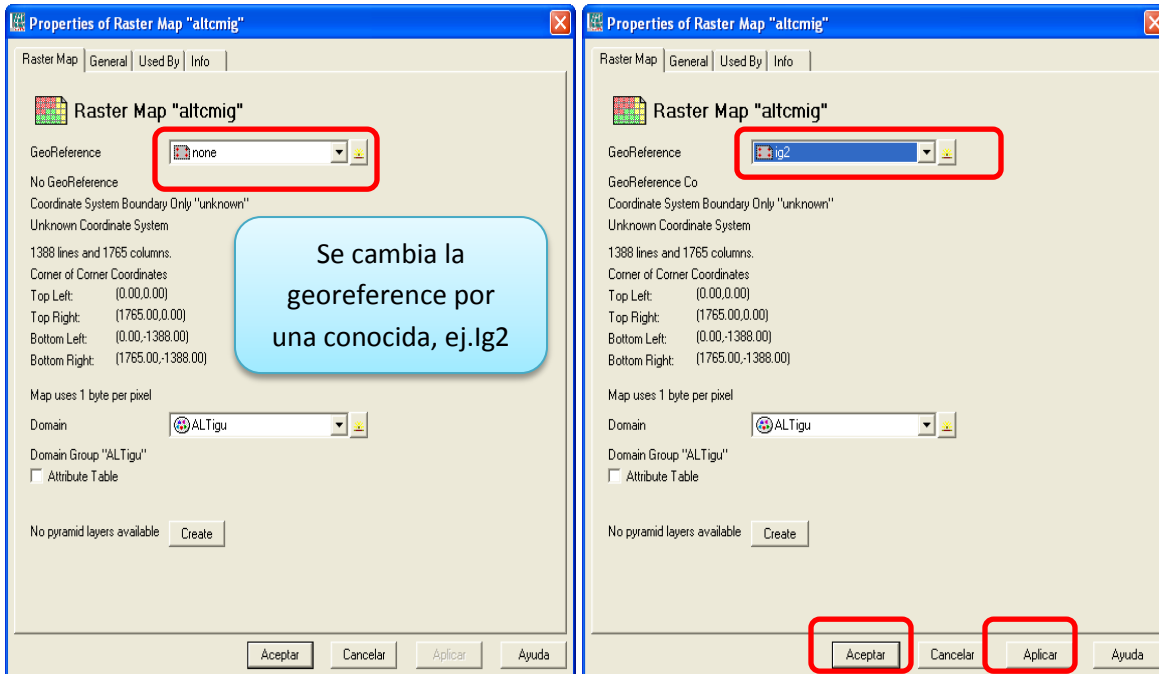 Properties of Raster Map "altcmig"
Raster Map General Used By Info
Raster Map "altcmig"
GeoReference none
No GeoReference
Coordinate System Boundary Only "unknown"
Unknown Coordinate System
1388 lines and 1765 columns.
Corner of Corner Coordinates
Top Left: (0.00,0.00)
Top Right: (1765.00,0.00)
Bottom Left: (0.00,-1388.00)
Bottom Right: (1765.00,-1388.00)
Map uses 1 byte per pixel
Domain ALTigu
Domain Group "ALTigu"
Attribute Table
No pyramid layers available Create
Aceptar Cancelar Aplicar Ayuda
Se cambia la
georeference por
una conocida, ej.Ig2
Properties of Raster Map "altcmig"
Raster Map General Used By Info
Raster Map "altcmig"
GeoReference ig2
GeoReference Co
Coordinate System Boundary Only "unknown"
Unknown Coordinate System
1388 lines and 1765 columns.
Corner of Corner Coordinates
Top Left: (0.00,0.00)
Top Right: (1765.00,0.00)
Bottom Left: (0.00,-1388.00)
Bottom Right: (1765.00,-1388.00)
Map uses 1 byte per pixel
Domain ALTigu
Domain Group "ALTigu"
Attribute Table
No pyramid layers available Create
Aceptar Cancelar Aplicar Ayuda